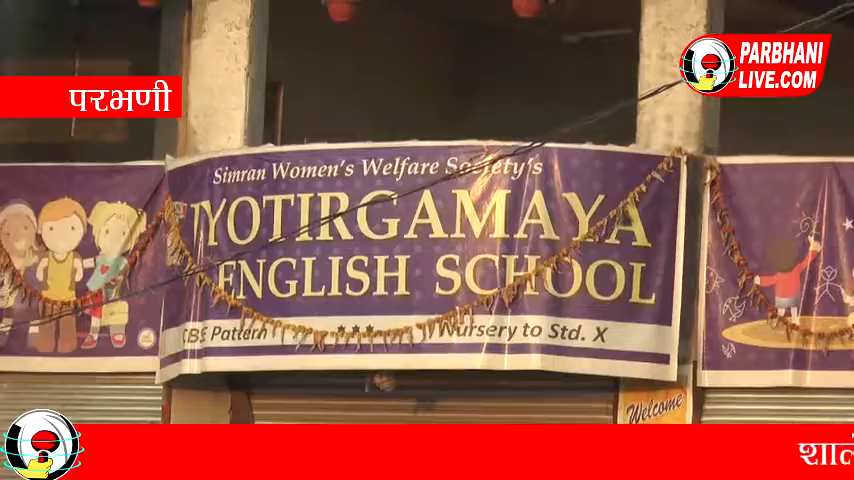 PARBHANI
LIVE.COM
परभणी
Simran Women's Welfare Society's
JYOTIRGAMAYA
ENGLISH SCHOOL
Pattern *** Nursery to Std. X
Welcome